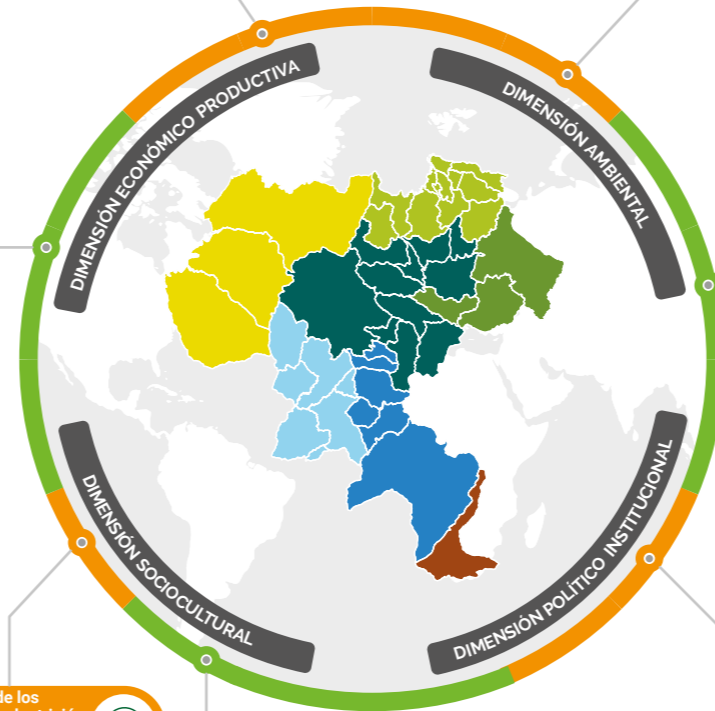 DIMENSIÓN ECONÓMICO PRODUCTIVA
DIMENSIÓN AMBIENTAL
DIMENSIÓN SOCIOCULTURAL
DIMENSIÓN POLÍTICO INSTITUCIONAL
de los